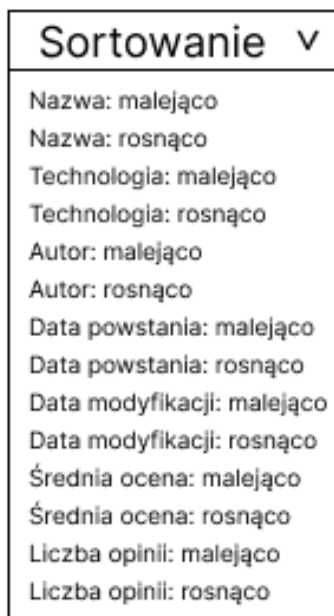 Sortowanie
Nazwa: malejąco
Nazwa: rosnąco
Technologia: malejąco
Technologia: rosnąco
Autor: malejąco
Autor: rosnąco
Data powstania: malejąco
Data powstania: rosnąco
Data modyfikacji: malejąco
Data modyfikacji: rosnąco
Średnia ocena: malejąco
Średnia ocena: rosnąco
Liczba opinii: malejąco
Liczba opinii: rosnąco